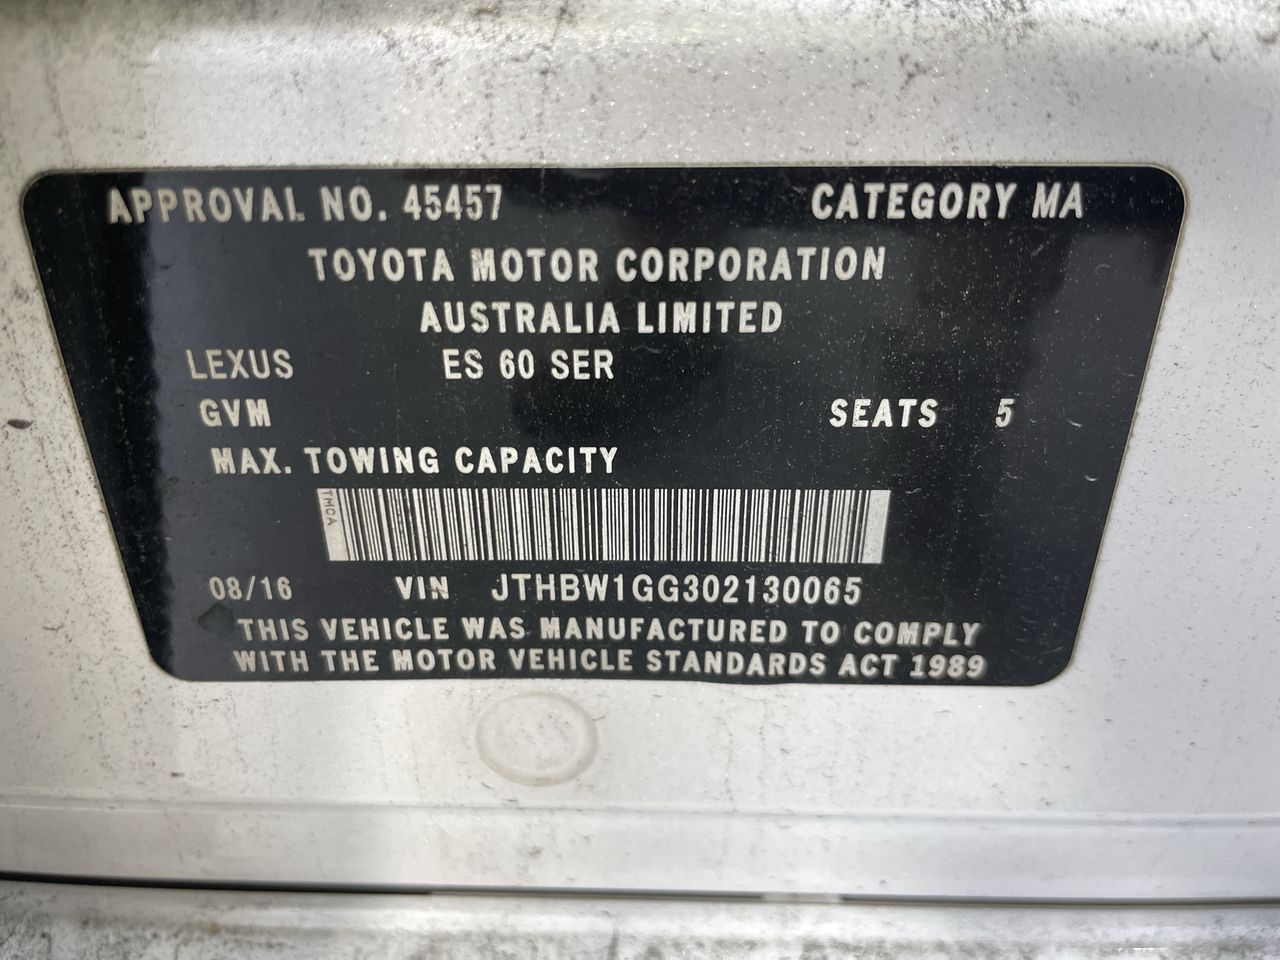 APPROVAL NO. 45457 CATEGORY MA
TOYOTA MOTOR CORPORATION
AUSTRALIA LIMITED
LEXUS ES 60 SER
GVM SEATS 5
MAX. TOWING CAPACITY
TMCA
08/16 VIN JTHBW1GG302130065
THIS VEHICLE WAS MANUFACTURED TO COMPLY
WITH THE MOTOR VEHICLE STANDARDS ACT 1989